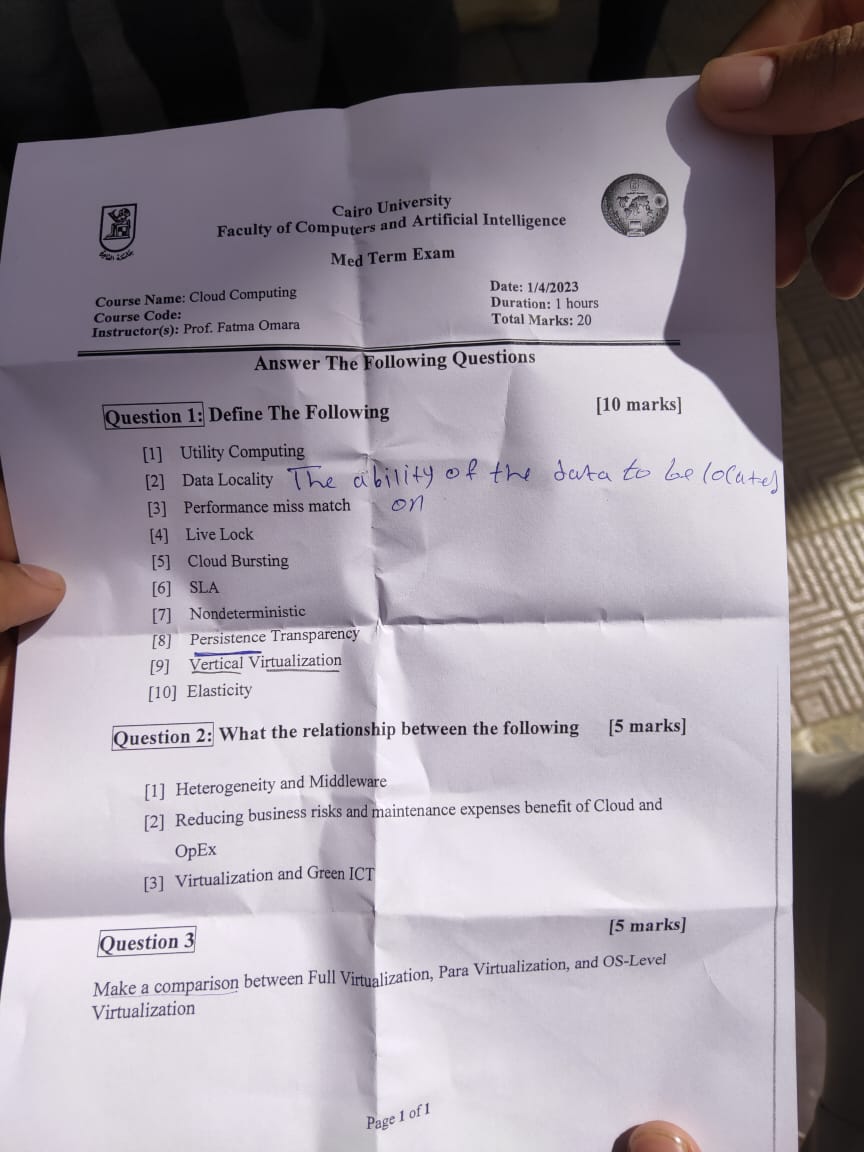 Cairo University
Faculty of Computers and Artificial Intelligence
Med Term Exam
Course Name: Cloud Computing
Course Code:
Instructor(s): Prof. Fatma Omara
Date: 1/4/2023
Duration: 1 hours
Total Marks: 20
Answer The Following Questions
Question 1: Define The Following [10 marks]
[1] Utility Computing
[2] Data Locality The ability of the data to be located
on
[3] Performance miss match
[4] Live Lock
[5] Cloud Bursting
[6] SLA
[7] Nondeterministic
[8] Persistence Transparency
[9] Vertical Virtualization
[10] Elasticity
Question 2: What the relationship between the following [5 marks]
[1] Heterogeneity and Middleware
[2] Reducing business risks and maintenance expenses benefit of Cloud and
OpEx
[3] Virtualization and Green ICT
Question 3 [5 marks]
Make a comparison between Full Virtualization, Para Virtualization, and OS-Level
Virtualization
Page 1 of 1